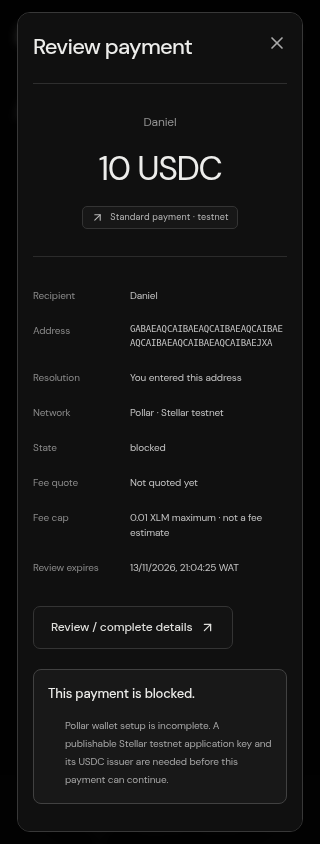 Review payment
Daniel
10 USDC
Standard payment · testnet
Recipient Daniel
Address GABAEAQCAIBAEAQCAIBAEAQCAIBAE
AQCAIBAEAQCAIBAEAQCAIBAEJXA
Resolution You entered this address
Network Pollar · Stellar testnet
State blocked
Fee quote Not quoted yet
Fee cap 0.01 XLM maximum · not a fee
estimate
Review expires 13/11/2026, 21:04:25 WAT
Review / complete details
This payment is blocked.
Pollar wallet setup is incomplete. A
publishable Stellar testnet application key and
its USDC issuer are needed before this
payment can continue.